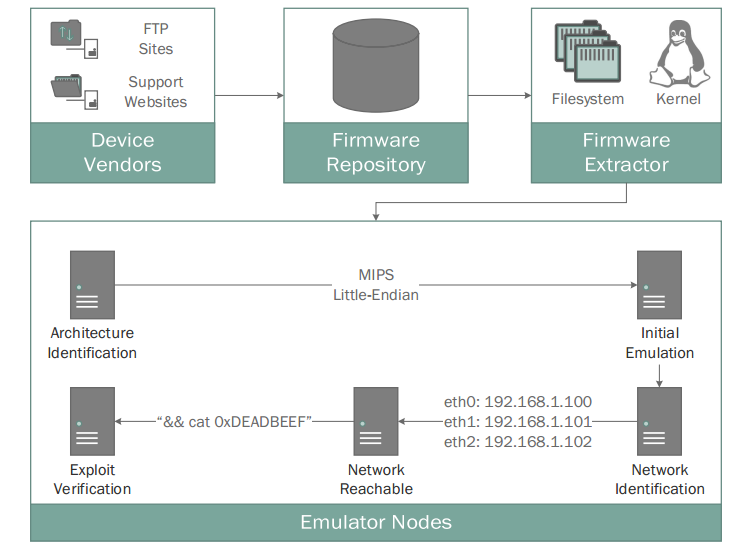 FTP
Sites
Support
Websites
Device
Vendors
Firmware
Repository
Filesystem
Kernel
Firmware
Extractor
MIPS
Little-Endian
Architecture
Identification
Initial
Emulation
“&& cat 0xDEADBEEF”
eth0: 192.168.1.100
eth1: 192.168.1.101
eth2: 192.168.1.102
Exploit
Verification
Network
Reachable
Network
Identification
Emulator Nodes